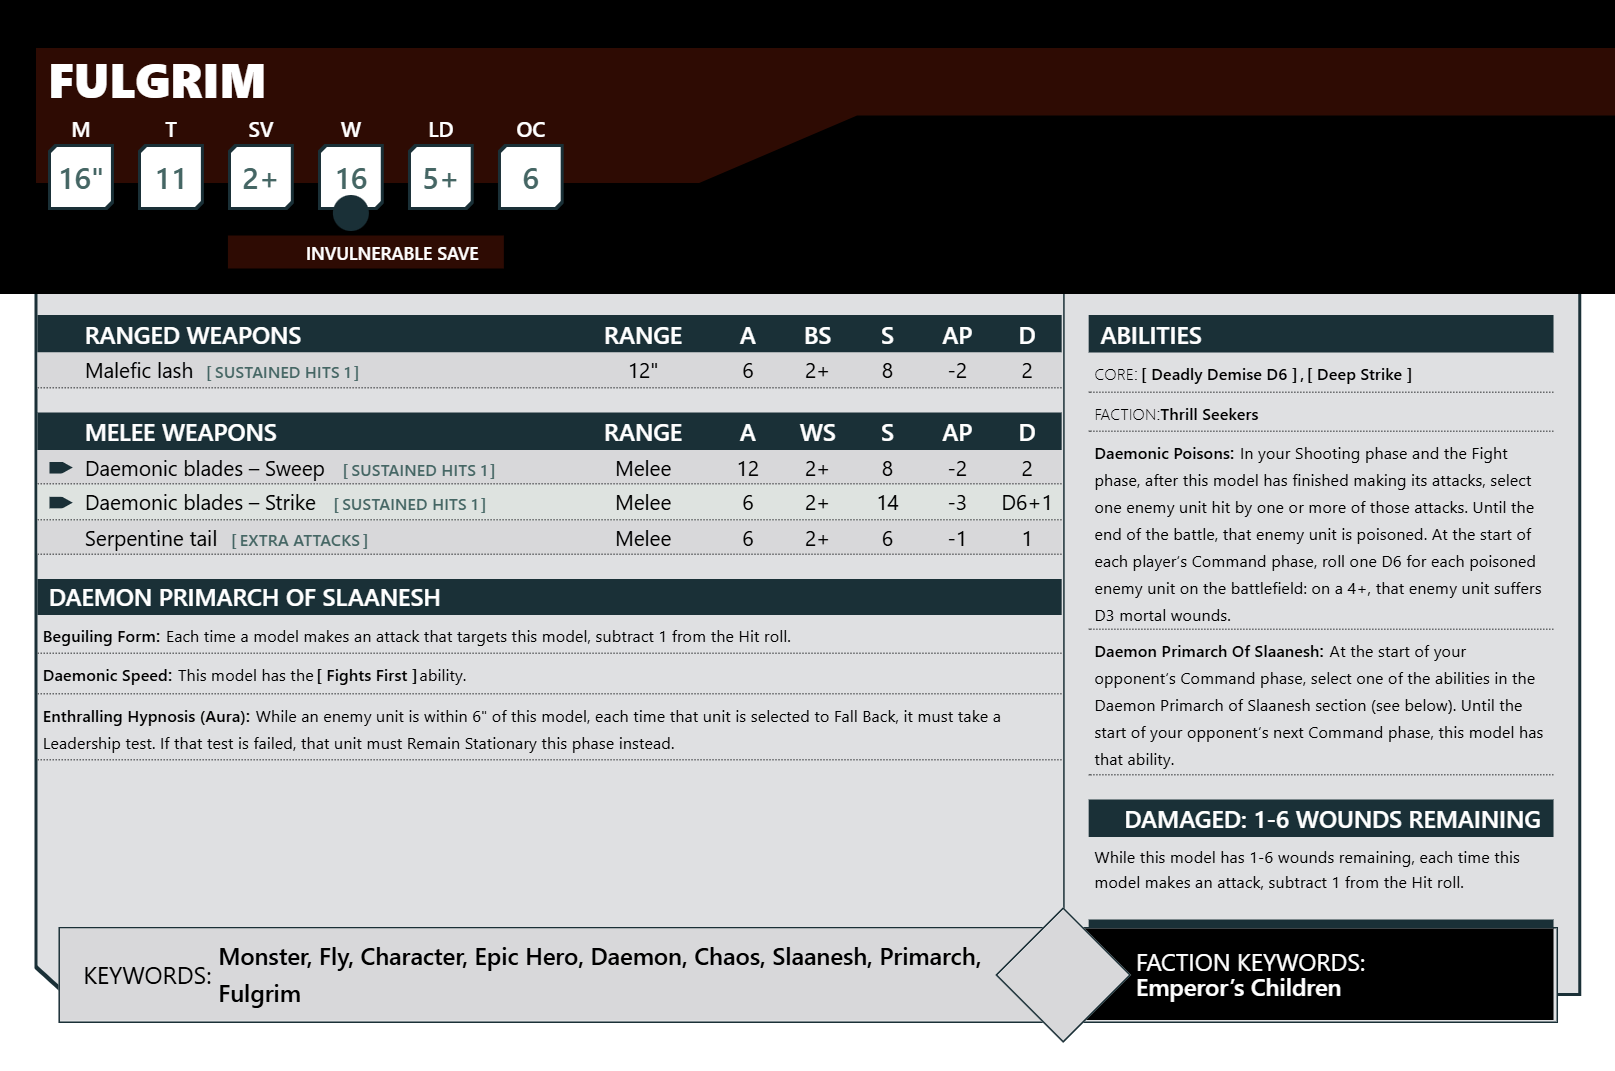 FULGRIM
M T SV W LD OC
16" 11 2+ 16 5+ 6
INVULNERABLE SAVE
RANGED WEAPONS RANGE A BS S AP D
Malefic lash [ SUSTAINED HITS 1 ] 12" 6 2+ 8 -2 2
MELEE WEAPONS RANGE A WS S AP D
Daemonic blades – Sweep [ SUSTAINED HITS 1 ] Melee 12 2+ 8 -2 2
Daemonic blades – Strike [ SUSTAINED HITS 1 ] Melee 6 2+ 14 -3 D6+1
Serpentine tail [ EXTRA ATTACKS ] Melee 6 2+ 6 -1 1
DAEMON PRIMARCH OF SLAANESH
Beguiling Form: Each time a model makes an attack that targets this model, subtract 1 from the Hit roll.
Daemonic Speed: This model has the [ Fights First ] ability.
Enthralling Hypnosis (Aura): While an enemy unit is within 6" of this model, each time that unit is selected to Fall Back, it must take a
Leadership test. If that test is failed, that unit must Remain Stationary this phase instead.
ABILITIES
CORE: [ Deadly Demise D6 ] , [ Deep Strike ]
FACTION: Thrill Seekers
Daemonic Poisons: In your Shooting phase and the Fight
phase, after this model has finished making its attacks, select
one enemy unit hit by one or more of those attacks. Until the
end of the battle, that enemy unit is poisoned. At the start of
each player's Command phase, roll one D6 for each poisoned
enemy unit on the battlefield: on a 4+, that enemy unit suffers
D3 mortal wounds.
Daemon Primarch Of Slaanesh: At the start of your
opponent's Command phase, select one of the abilities in the
Daemon Primarch of Slaanesh section (see below). Until the
start of your opponent's next Command phase, this model has
that ability.
DAMAGED: 1-6 WOUNDS REMAINING
While this model has 1-6 wounds remaining, each time this
model makes an attack, subtract 1 from the Hit roll.
KEYWORDS: Monster, Fly, Character, Epic Hero, Daemon, Chaos, Slaanesh, Primarch,
Fulgrim
FACTION KEYWORDS:
Emperor's Children